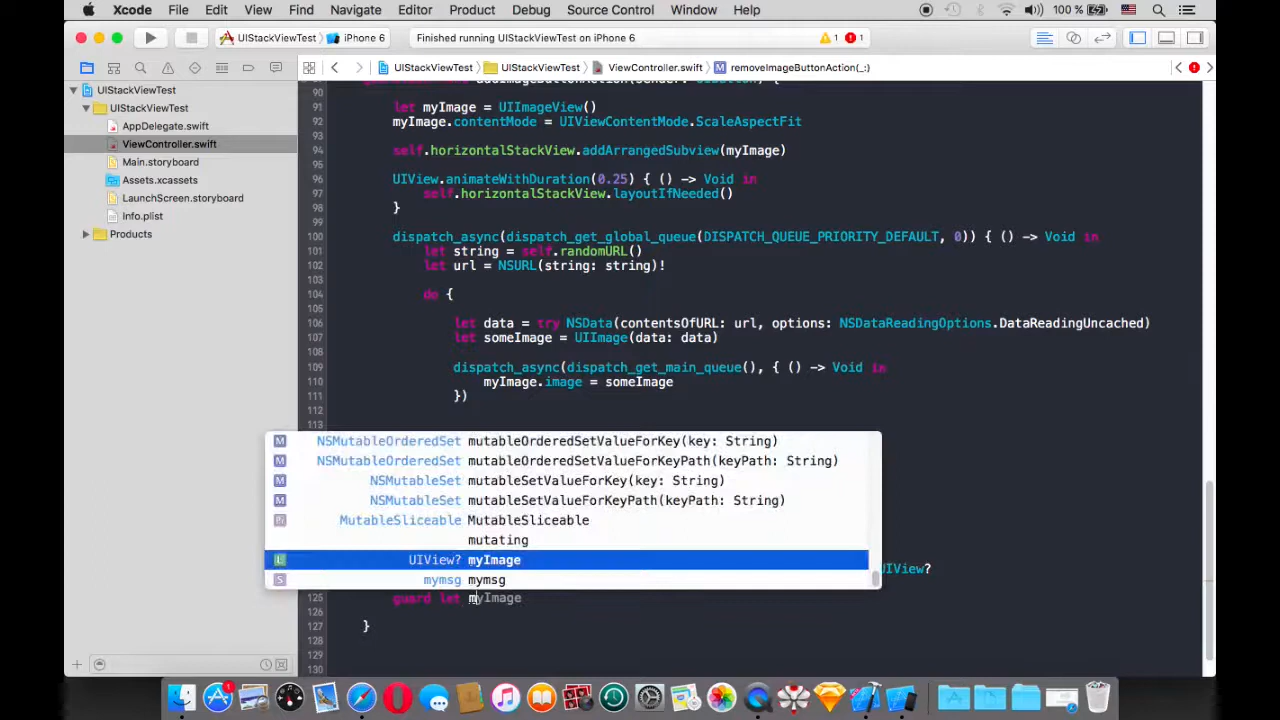 Xcode File Edit View Find Navigate Editor Product Debug Source Control Window Help 100 %
UIStackViewTest iPhone 6 Finished running UIStackViewTest on iPhone 6 1 1
UIStackViewTest UIStackViewTest ViewController.swift removeImageButtonAction(_:)
UIStackViewTest
UIStackViewTest
AppDelegate.swift
ViewController.swift
Main.storyboard
Assets.xcassets
LaunchScreen.storyboard
Info.plist
Products
90
91 let myImage = UIImageView()
92 myImage.contentMode = UIViewContentMode.ScaleAspectFit
93
94 self.horizontalStackView.addArrangedSubview(myImage)
95
96 UIView.animateWithDuration(0.25) { () -> Void in
97 self.horizontalStackView.layoutIfNeeded()
98 }
99
100 dispatch_async(dispatch_get_global_queue(DISPATCH_QUEUE_PRIORITY_DEFAULT, 0)) { () -> Void in
101 let string = self.randomURL()
102 let url = NSURL(string: string)!
103
104 do {
105
106 let data = try NSData(contentsOfURL: url, options: NSDataReadingOptions.DataReadingUncached)
107 let someImage = UIImage(data: data)
108
109 dispatch_async(dispatch_get_main_queue(), { () -> Void in
110 myImage.image = someImage
111 })
112
113
M NSMutableOrderedSet mutableOrderedSetValueForKey(key: String)
M NSMutableOrderedSet mutableOrderedSetValueForKeyPath(keyPath: String)
M NSMutableSet mutableSetValueForKey(key: String)
M NSMutableSet mutableSetValueForKeyPath(keyPath: String)
Pr MutableSliceable MutableSliceable
mutating
L UIView? myImage
UIView?
S mymsg mymsg
125 guard let myImage
126
127 }
128
129
130